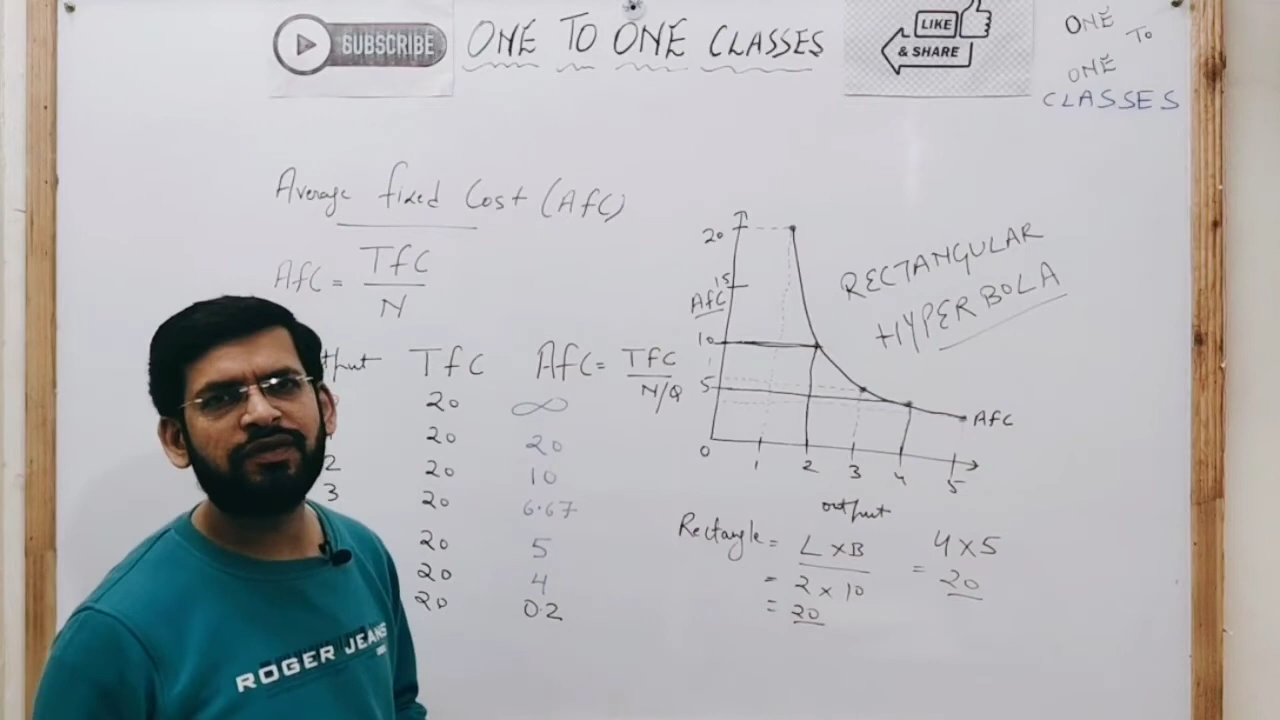 SUBSCRIBE
ONE TO ONE CLASSES
LIKE
& SHARE
ONE
TO
ONE
CLASSES
Average fixed Cost (AfC)
AfC = TfC
N
TfC AfC = TfC
N/Q
20 ∞
20 20
2 20 10
3 20 6.67
20 5
20 4
20 0.2
20
15
AfC
10
5
0
1 2 3 4 5
output
AfC
RECTANGULAR
HYPERBOLA
Rectangle = L x B
= 2 x 10
= 20
4 x 5
= 20
ROGER JEANS